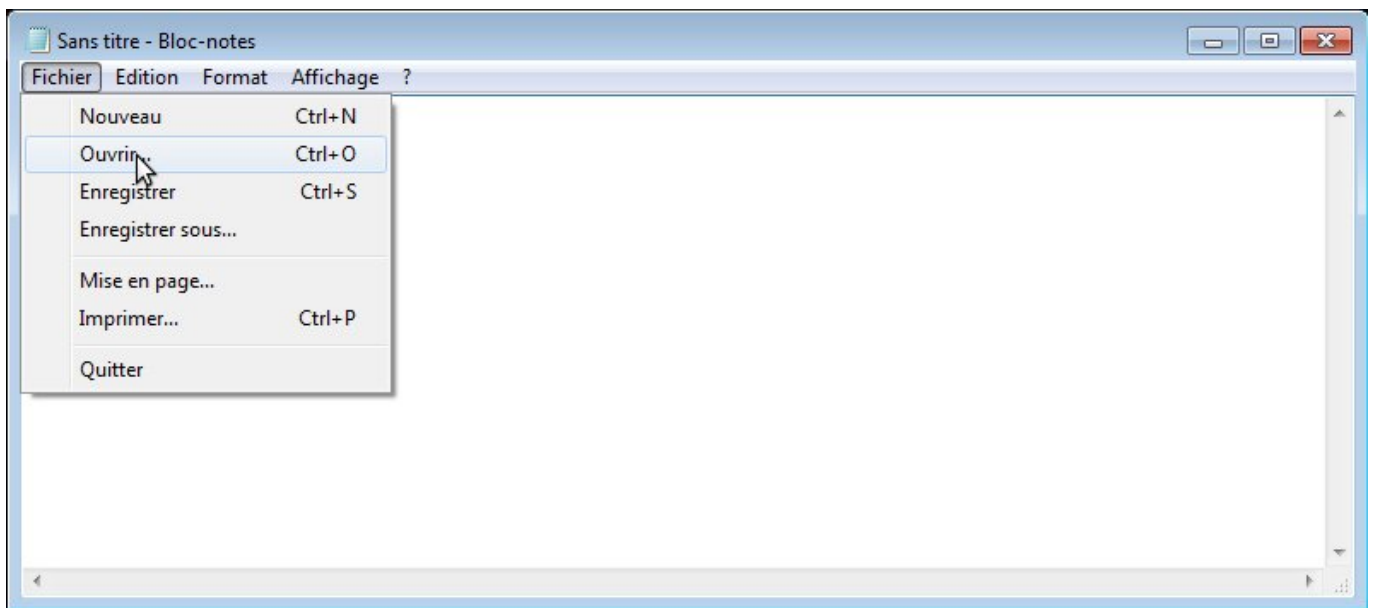 Sans titre - Bloc-notes
Fichier Edition Format Affichage ?
Nouveau Ctrl+N
Ouvrir... Ctrl+O
Enregistrer Ctrl+S
Enregistrer sous...
Mise en page...
Imprimer... Ctrl+P
Quitter